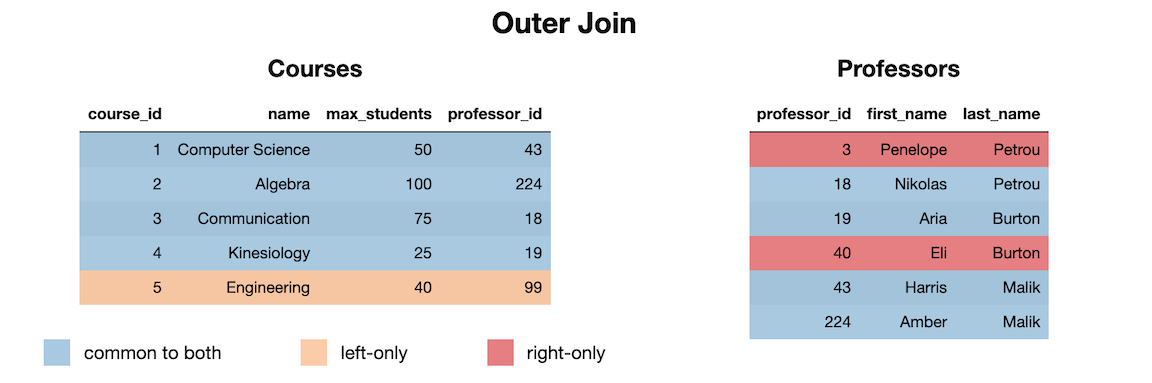 Outer Join
Courses
course_id name max_students professor_id
1 Computer Science 50 43
2 Algebra 100 224
3 Communication 75 18
4 Kinesiology 25 19
5 Engineering 40 99
Professors
professor_id first_name last_name
3 Penelope Petrou
18 Nikolas Petrou
19 Aria Burton
40 Eli Burton
43 Harris Malik
224 Amber Malik
common to both left-only right-only